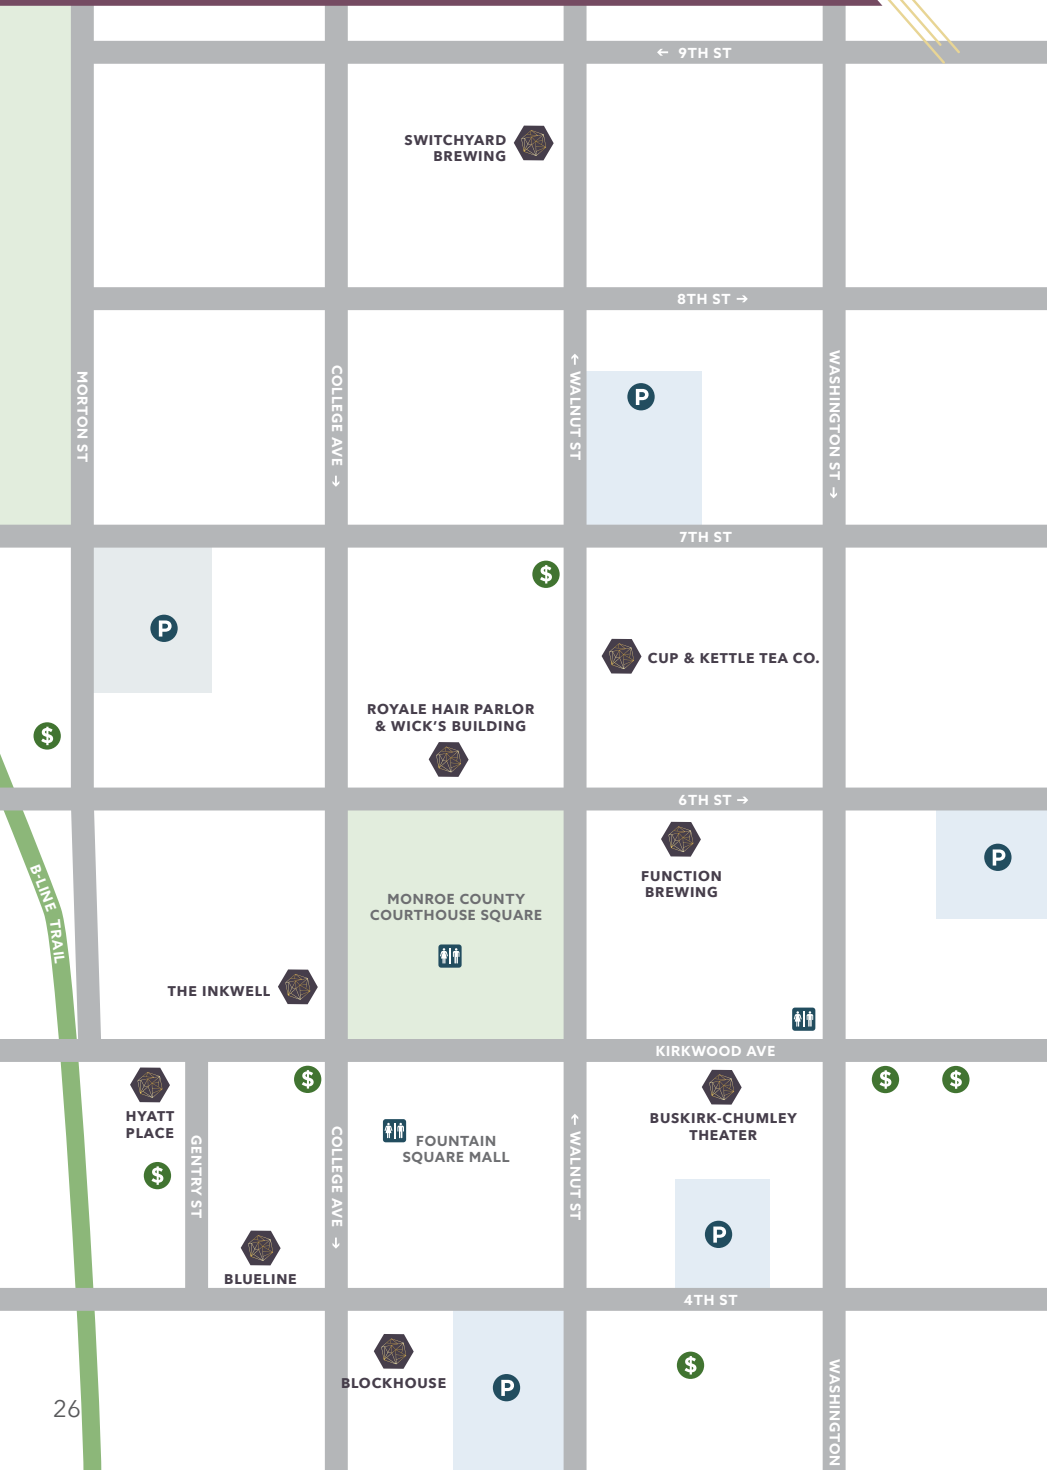 ← 9TH ST
SWITCHYARD
BREWING
8TH ST →
MORTON ST
COLLEGE AVE →
← WALNUT ST
WASHINGTON ST →
P
7TH ST
$
P
CUP & KETTLE TEA CO.
ROYALE HAIR PARLOR
& WICK'S BUILDING
$
6TH ST →
FUNCTION
BREWING
P
B-LINE TRAIL
MONROE COUNTY
COURTHOUSE SQUARE
THE INKWELL
KIRKWOOD AVE
HYATT
PLACE
$
$
GENTRY ST
COLLEGE AVE →
FOUNTAIN
SQUARE MALL
← WALNUT ST
BUSKIRK-CHUMLEY
THEATER
$
$
P
BLUELINE
4TH ST
BLOCKHOUSE
P
$
WASHINGTON
26